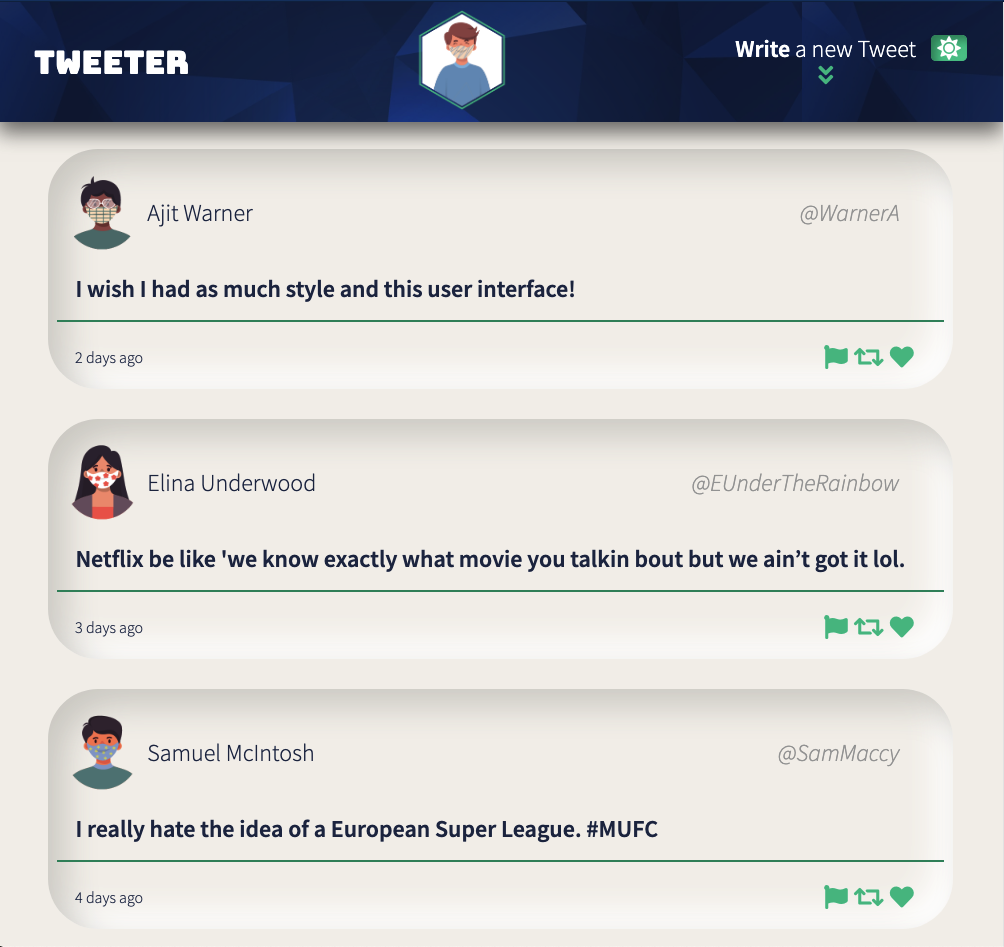 TWEETER
Write a new Tweet
Ajit Warner
@WarnerA
I wish I had as much style and this user interface!
2 days ago
Elina Underwood
@EUnderTheRainbow
Netflix be like 'we know exactly what movie you talkin bout but we ain’t got it lol.
3 days ago
Samuel McIntosh
@SamMaccy
I really hate the idea of a European Super League. #MUFC
4 days ago